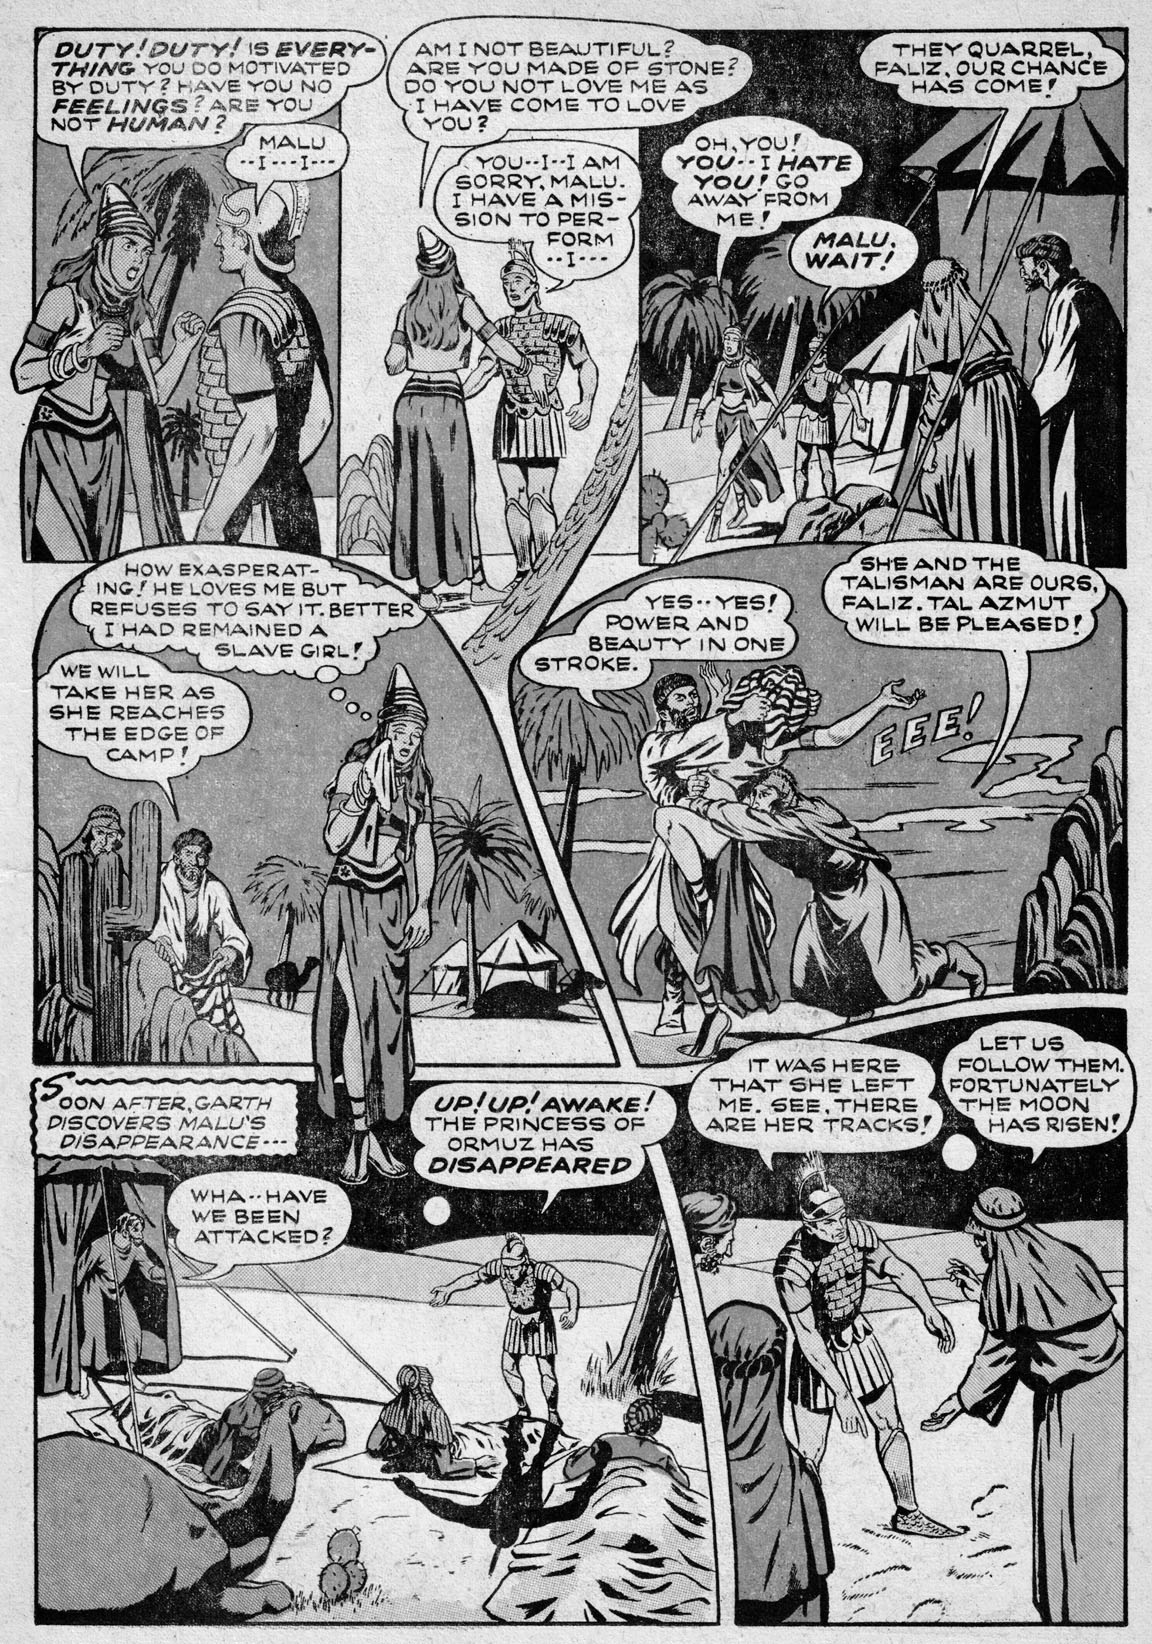 DUTY! DUTY! IS EVERY-
THING YOU DO MOTIVATED
BY DUTY? HAVE YOU NO
FEELINGS? ARE YOU
NOT HUMAN?
MALU
--I---I---
AM I NOT BEAUTIFUL?
ARE YOU MADE OF STONE?
DO YOU NOT LOVE ME AS
I HAVE COME TO LOVE
YOU?
YOU--I--I AM
SORRY, MALU.
I HAVE A MIS-
SION TO PER-
FORM
--I---
THEY QUARREL,
FALIZ. OUR CHANCE
HAS COME!
OH, YOU!
YOU--I HATE
YOU! GO
AWAY FROM
ME!
MALU,
WAIT!
HOW EXASPERAT-
ING! HE LOVES ME BUT
REFUSES TO SAY IT. BETTER
I HAD REMAINED A
SLAVE GIRL!
WE WILL
TAKE HER AS
SHE REACHES
THE EDGE OF
CAMP!
YES--YES!
POWER AND
BEAUTY IN ONE
STROKE.
SHE AND THE
TALISMAN ARE OURS,
FALIZ. TAL AZMUT
WILL BE PLEASED!
EEE!
SOON AFTER, GARTH
DISCOVERS MALU'S
DISAPPEARANCE---
UP! UP! AWAKE!
THE PRINCESS OF
ORMUZ HAS
DISAPPEARED
WHA--HAVE
WE BEEN
ATTACKED?
IT WAS HERE
THAT SHE LEFT
ME. SEE, THERE
ARE HER TRACKS!
LET US
FOLLOW THEM.
FORTUNATELY
THE MOON
HAS RISEN!